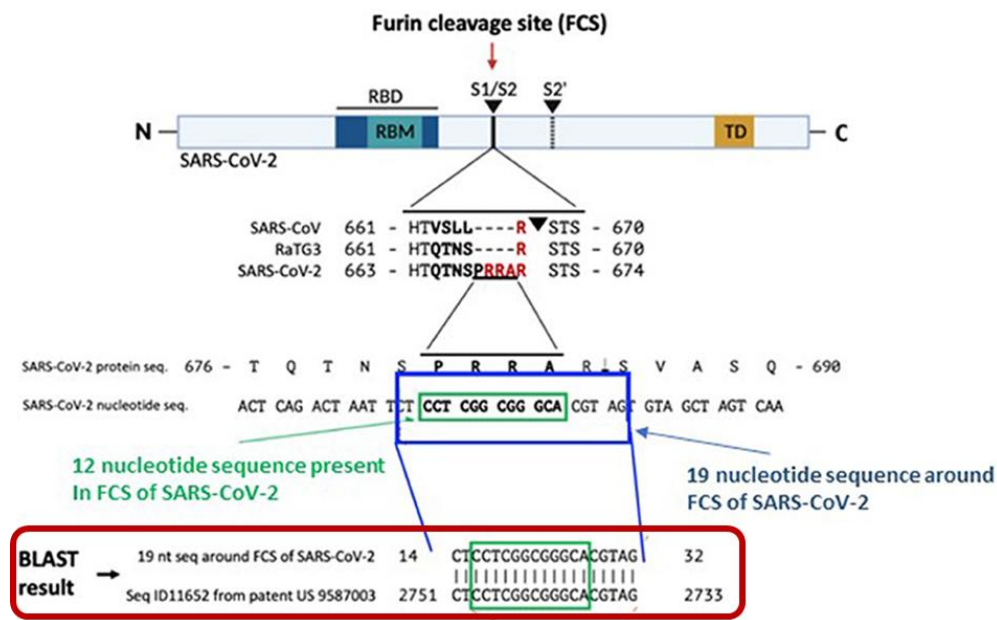 Furin cleavage site (FCS)
S1/S2 S2'
RBD
N RBM TD C
SARS-CoV-2
SARS-CoV 661 - HTVSLL----R STS - 670
RaTG3 661 - HTQTNS----R STS - 670
SARS-CoV-2 663 - HTQTNSPRRAR STS - 674
SARS-CoV-2 protein seq. 676 - T Q T N S P R R A R ⊥ S V A S Q - 690
SARS-CoV-2 nucleotide seq. ACT CAG ACT AAT TCT CCT CGG CGG GCA CGT AGT GTA GCT AGT CAA
12 nucleotide sequence present
In FCS of SARS-CoV-2
19 nucleotide sequence around
FCS of SARS-CoV-2
BLAST
result
19 nt seq around FCS of SARS-CoV-2 14 CTCCTCGGCGGGCACGTAG 32
Seq ID11652 from patent US 9587003 2751 CTCCTCGGCGGGCACGTAG 2733